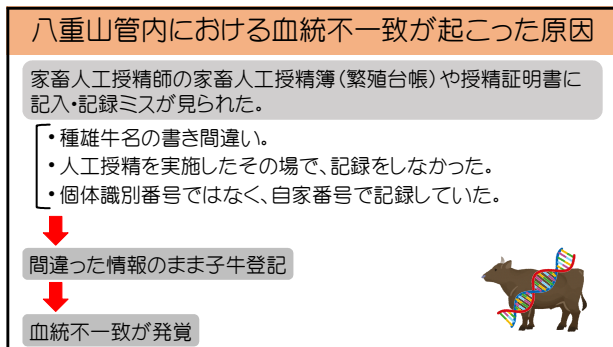 八重山管内における血統不一致が起こった原因
家畜人工授精師の家畜人工授精簿（繁殖台帳）や授精証明書に
記入・記録ミスが見られた。
・種雄牛名の書き間違い。
・人工授精を実施したその場で、記録をしなかった。
・個体識別番号ではなく、自家番号で記録していた。
間違った情報のまま子牛登記
血統不一致が発覚